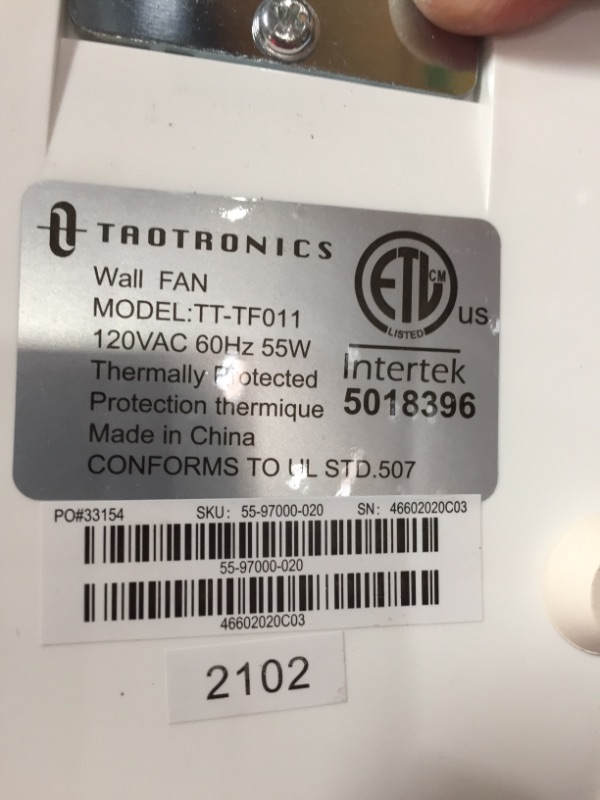 TAOTRONICS
Wall FAN
MODEL:TT-TF011
120VAC 60Hz 55W
Thermally Protected
Protection thermique
Made in China
CONFORMS TO UL STD.507
ETL CM
LISTED
us
Intertek
5018396
PO#33154 SKU: 55-97000-020 SN: 46602020C03
55-97000-020
46602020C03
2102